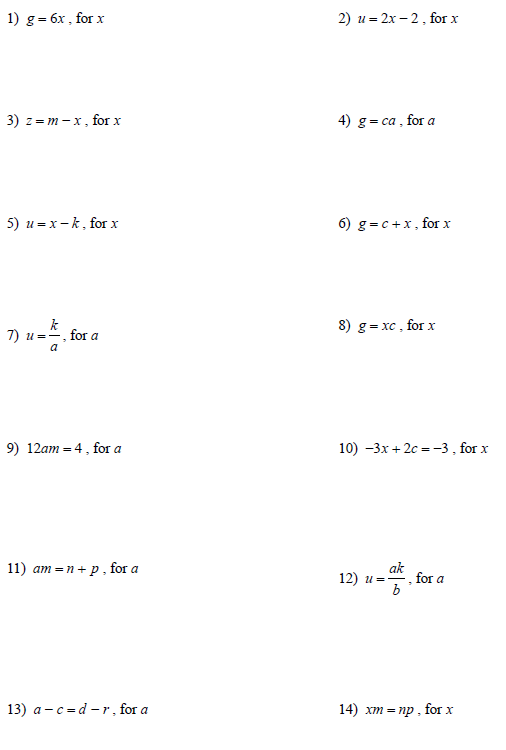 1) g = 6x , for x
2) u = 2x − 2 , for x
3) z = m − x , for x
4) g = ca , for a
5) u = x − k , for x
6) g = c + x , for x
7) u = k/a , for a
8) g = xc , for x
9) 12am = 4 , for a
10) −3x + 2c = −3 , for x
11) am = n + p , for a
12) u = ak/b , for a
13) a − c = d − r , for a
14) xm = np , for x